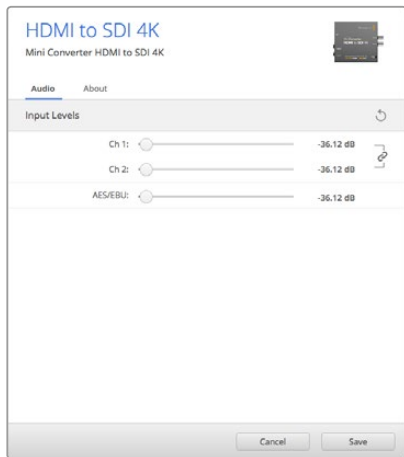 HDMI to SDI 4K
Mini Converter HDMI to SDI 4K
Audio About
Input Levels
Ch 1: -36.12 dB
Ch 2: -36.12 dB
AES/EBU: -36.12 dB
Cancel Save